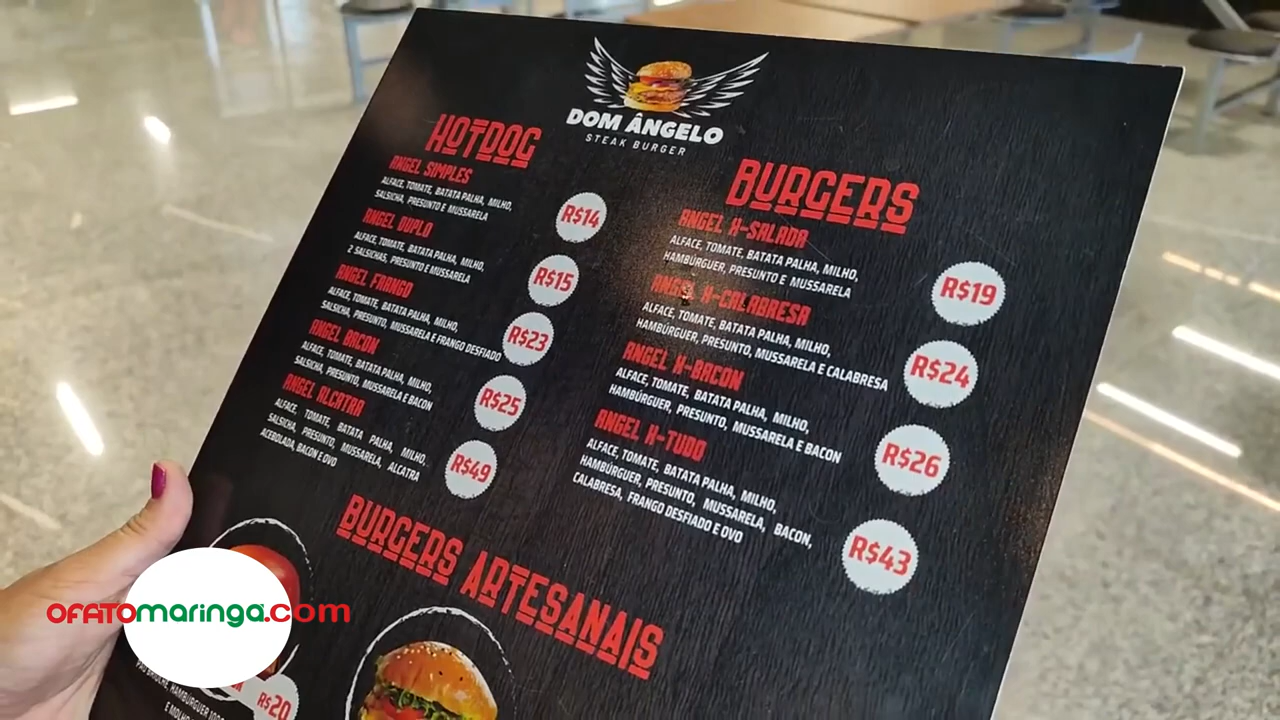 DOM ÂNGELO
STEAK BURGER
HOTDOG
ANGEL SIMPLES
ALFACE, TOMATE, BATATA PALHA, MILHO,
SALSICHA, PRESUNTO E MUSSARELA
R$14
ANGEL DUPLO
ALFACE, TOMATE, BATATA PALHA, MILHO,
2 SALSICHAS, PRESUNTO E MUSSARELA
R$15
ANGEL FRANGO
ALFACE, TOMATE, BATATA PALHA, MILHO,
SALSICHA, PRESUNTO, MUSSARELA E FRANGO DESFIADO
R$23
ANGEL BACON
ALFACE, TOMATE, BATATA PALHA, MILHO,
SALSICHA, PRESUNTO, MUSSARELA E BACON
R$25
ANGEL ALCATRA
ALFACE, TOMATE, BATATA PALHA, MILHO,
SALSICHA, PRESUNTO, MUSSARELA, ALCATRA
ACEBOLADA, BACON E OVO
R$49
BURGERS
ANGEL X-SALADA
ALFACE, TOMATE, BATATA PALHA, MILHO,
HAMBÚRGUER, PRESUNTO E MUSSARELA
R$19
ANGEL X-CALABRESA
ALFACE, TOMATE, BATATA PALHA, MILHO,
HAMBÚRGUER, PRESUNTO, MUSSARELA E CALABRESA
R$24
ANGEL X-BACON
ALFACE, TOMATE, BATATA PALHA, MILHO,
HAMBÚRGUER, PRESUNTO, MUSSARELA E BACON
R$26
ANGEL X-TUDO
ALFACE, TOMATE, BATATA PALHA, MILHO,
HAMBÚRGUER, PRESUNTO, MUSSARELA, BACON,
CALABRESA, FRANGO DESFIADO E OVO
R$43
BURGERS ARTESANAIS
OFATOmaringa.com
R$20
PÃO BRIOCHE, HAMBÚRGUER
E MOLHO